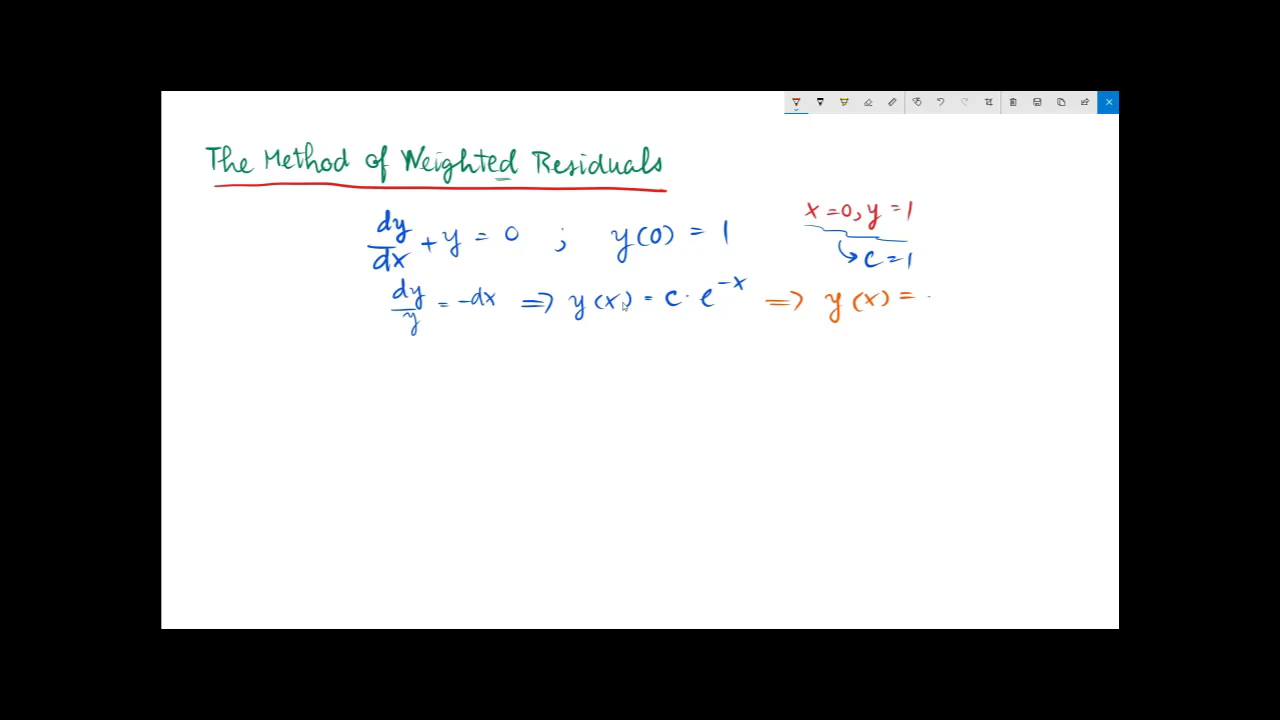 The Method of Weighted Residuals
dy/dx + y = 0 ; y(0) = 1
x = 0, y = 1
↳ c = 1
dy/y = -dx ⟹ y(x) = c · e^{-x} ⟹ y(x) =